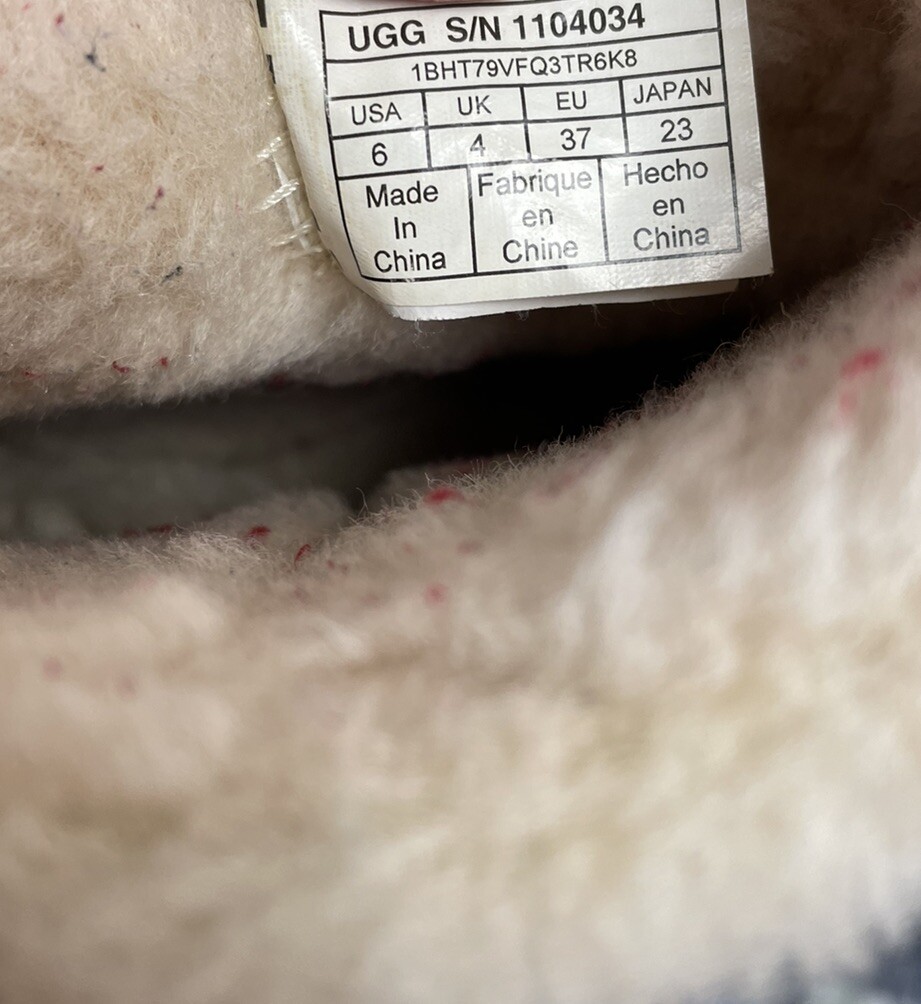 UGG S/N 1104034
1BHT79VFQ3TR6K8
USA UK EU JAPAN
6 4 37 23
Made In China
Fabrique en Chine
Hecho en China